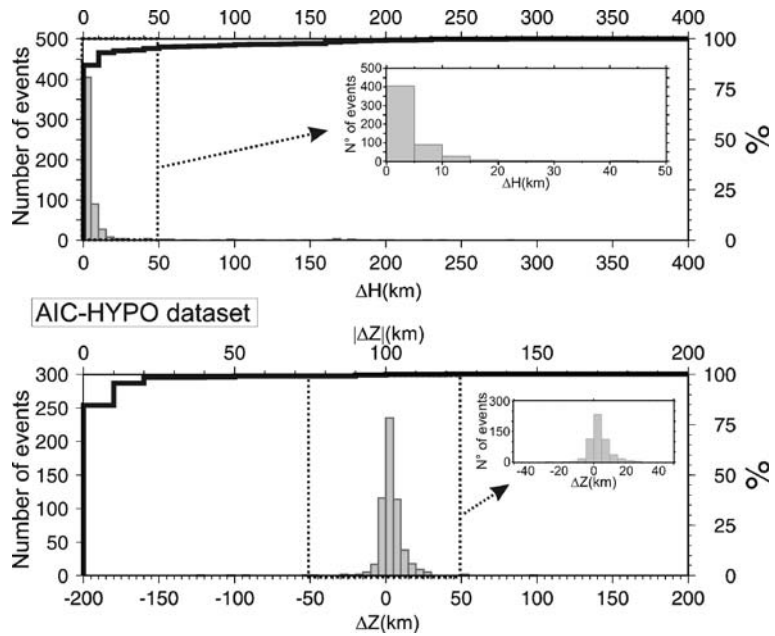 0 50 100 150 200 250 300 350 400
500 400 300 200 100 0
Number of events
100 75 50 25 0
%
500 400 300 200 100 0
N° of events
0 10 20 30 40 50
ΔH(km)
0 50 100 150 200 250 300 350 400
ΔH(km)
AIC-HYPO dataset
|ΔZ|(km)
0 50 100 150 200
300 250 200 150 100 50 0
Number of events
100 75 50 25 0
%
300 150 0
N° of events
-40 -20 0 20 40
ΔZ(km)
-200 -150 -100 -50 0 50 100 150 200
ΔZ(km)